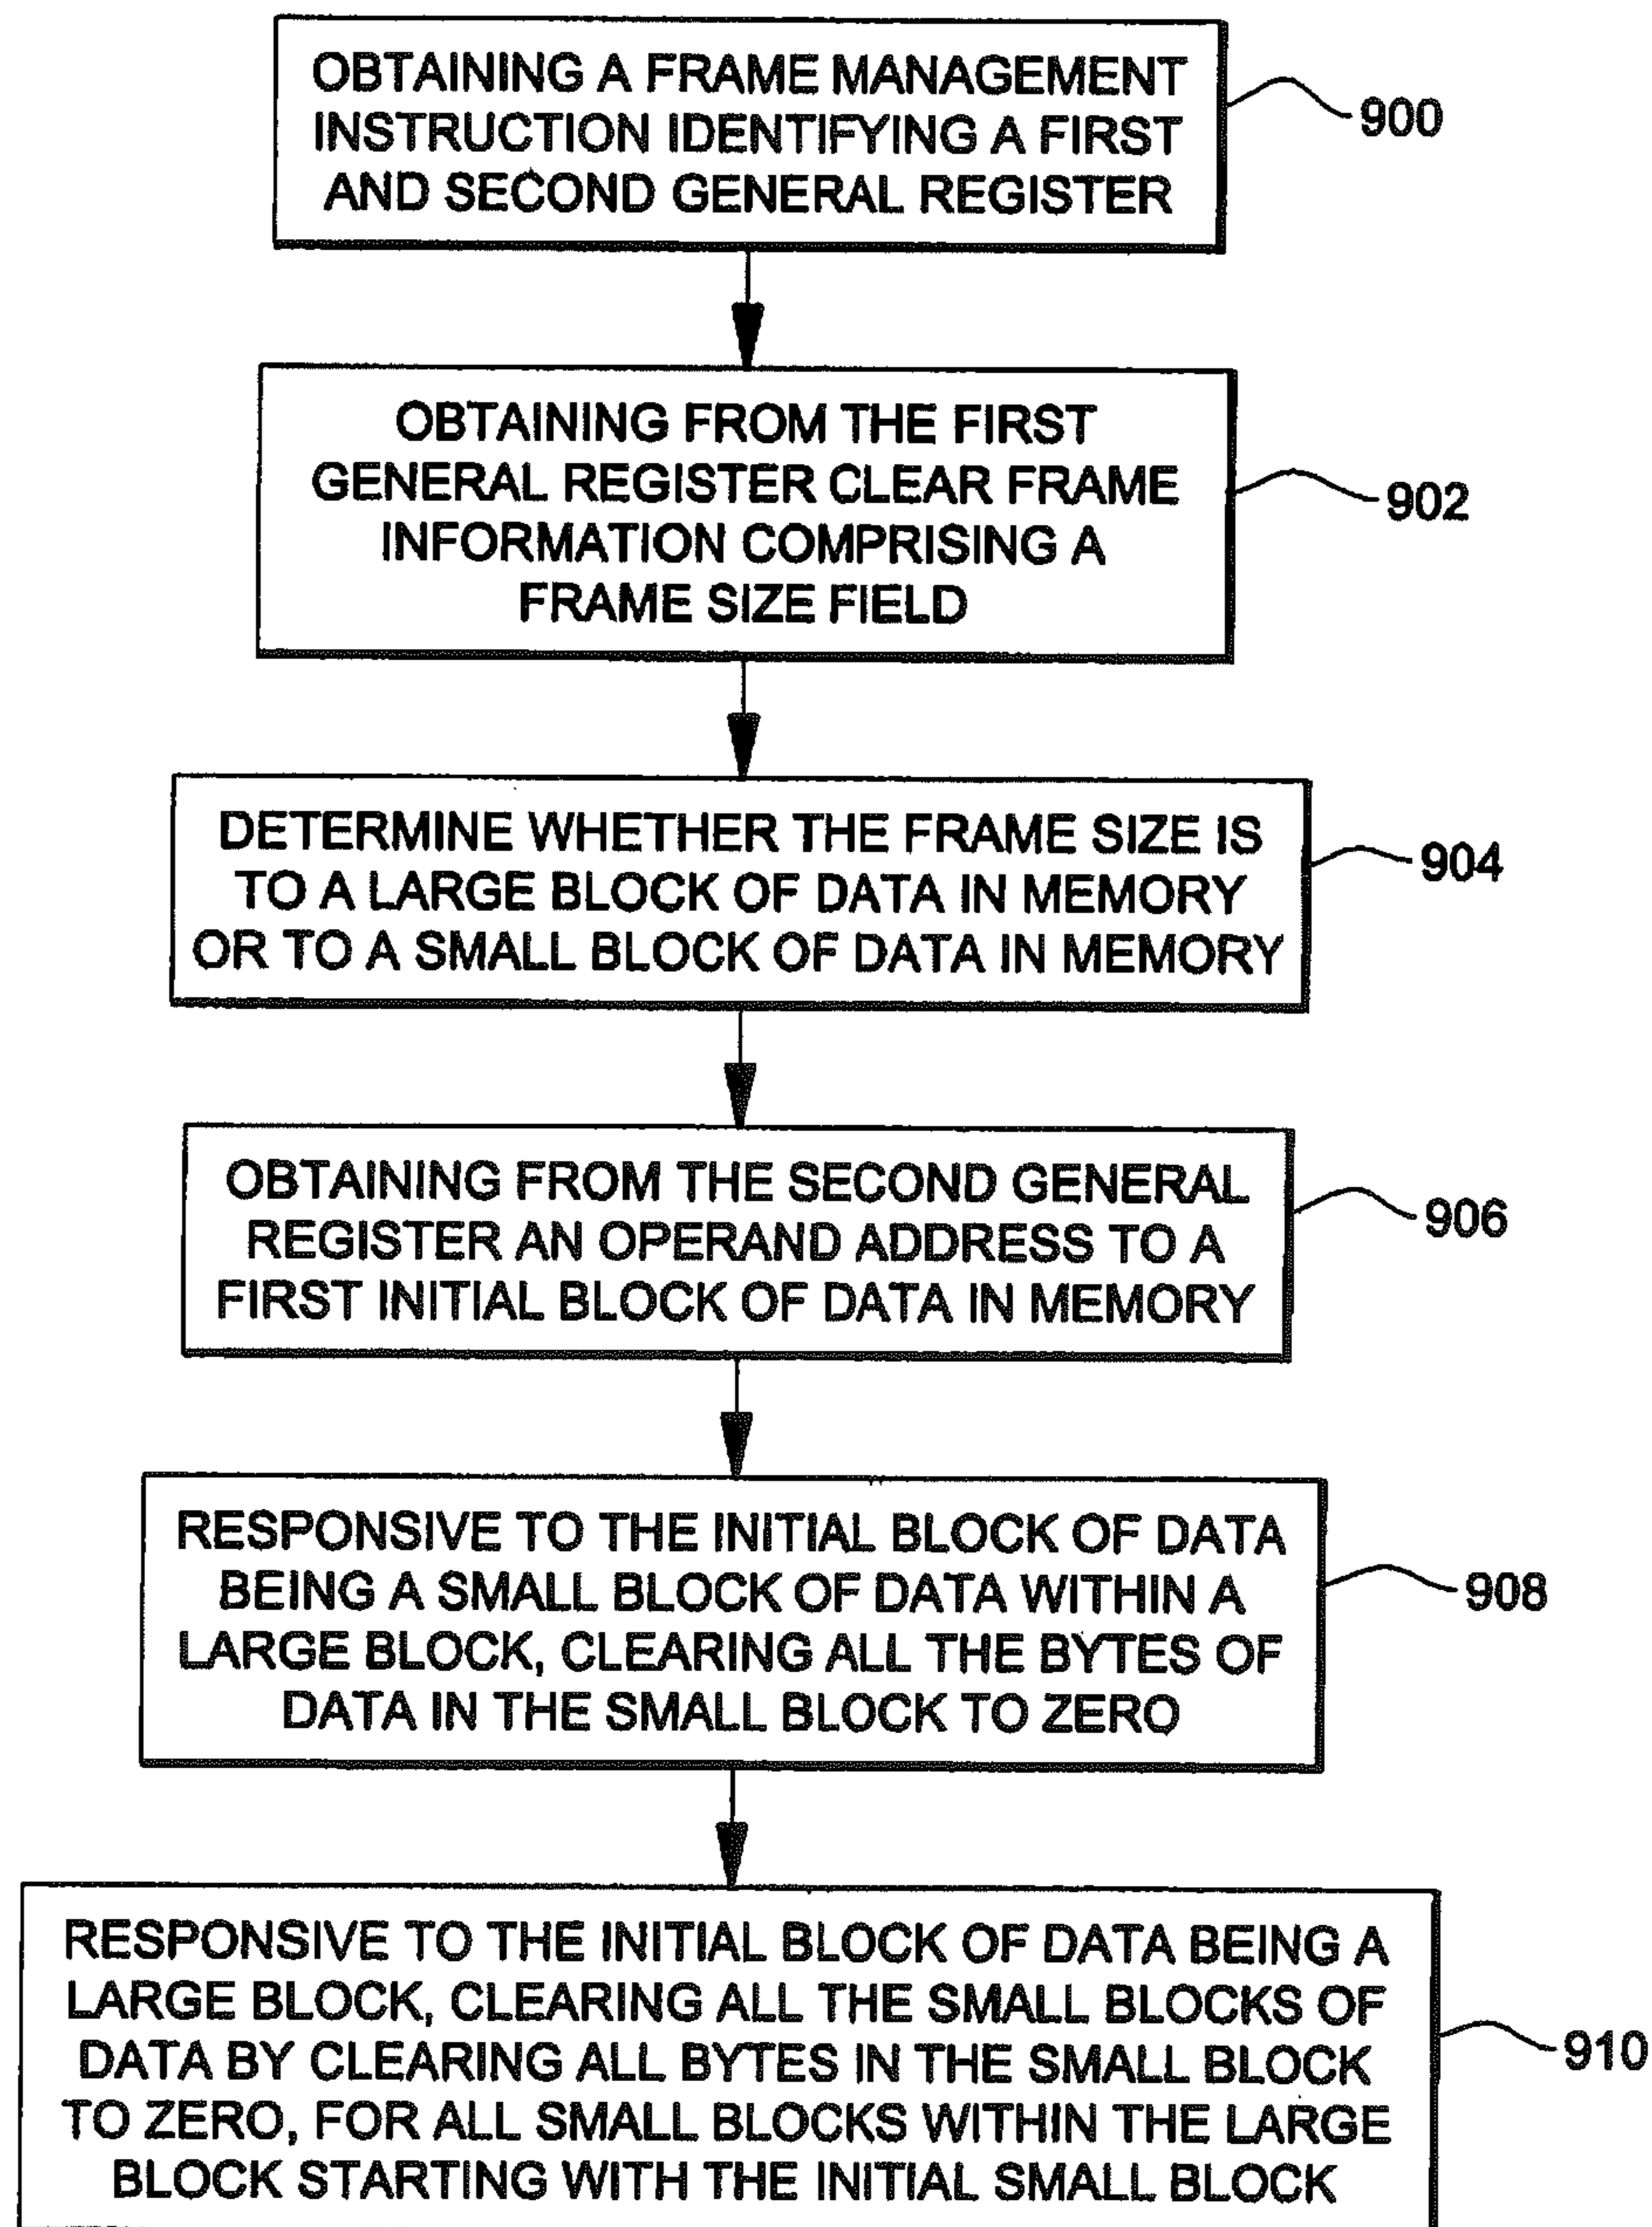 OBTAINING A FRAME MANAGEMENT
INSTRUCTION IDENTIFYING A FIRST
AND SECOND GENERAL REGISTER
900
OBTAINING FROM THE FIRST
GENERAL REGISTER CLEAR FRAME
INFORMATION COMPRISING A
FRAME SIZE FIELD
902
DETERMINE WHETHER THE FRAME SIZE IS
TO A LARGE BLOCK OF DATA IN MEMORY
OR TO A SMALL BLOCK OF DATA IN MEMORY
904
OBTAINING FROM THE SECOND GENERAL
REGISTER AN OPERAND ADDRESS TO A
FIRST INITIAL BLOCK OF DATA IN MEMORY
906
RESPONSIVE TO THE INITIAL BLOCK OF DATA
BEING A SMALL BLOCK OF DATA WITHIN A
LARGE BLOCK, CLEARING ALL THE BYTES OF
DATA IN THE SMALL BLOCK TO ZERO
908
RESPONSIVE TO THE INITIAL BLOCK OF DATA BEING A
LARGE BLOCK, CLEARING ALL THE SMALL BLOCKS OF
DATA BY CLEARING ALL BYTES IN THE SMALL BLOCK
TO ZERO, FOR ALL SMALL BLOCKS WITHIN THE LARGE
BLOCK STARTING WITH THE INITIAL SMALL BLOCK
910